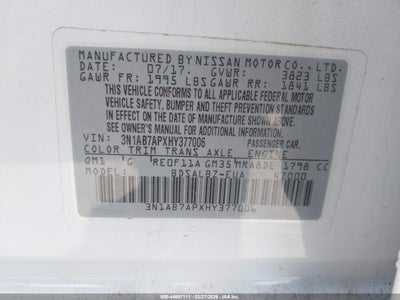 MANUFACTURED BY NISSAN MOTOR CO., LTD.
DATE: 07/17. GVWR: 3823 LBS
GAWR FR: 1995 LBS GAWR RR: 1841 LBS
THIS VEHICLE CONFORMS TO ALL APPLICABLE FEDERAL MOTOR
VEHICLE SAFETY, BUMPER AND THEFT PREVENTION STANDARDS
IN EFFECT ON THE DATE OF MANUFACTURE SHOWN ABOVE.
SEE OWNER'S MANUAL FOR ADDITIONAL INFORMATION
VIN: 3N1AB7APXHY377006 PASSENGER CAR.
COLOR TRIM TRANS AXLE ENGINE
QM1 G RE0F11A GM35 MRA8DE 1798 CC
MODEL: BDSALBZ-EUA 47000
3N1AB7APXHY377006